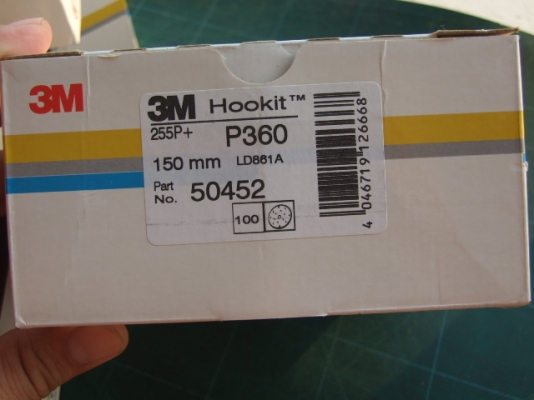 3M
3M Hookit™
255P+ P360
150 mm LD861A
Part No. 50452
100
4 046719 126668